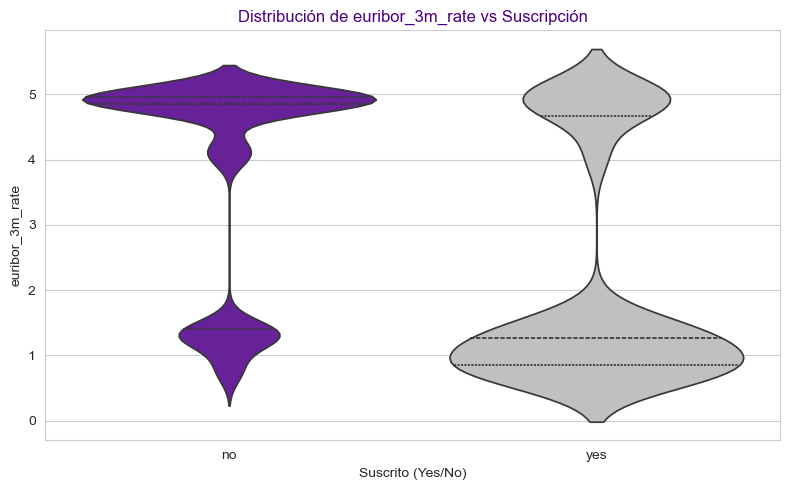 Distribución de euribor_3m_rate vs Suscripción
euribor_3m_rate
5
4
3
2
1
0
no
yes
Suscrito (Yes/No)